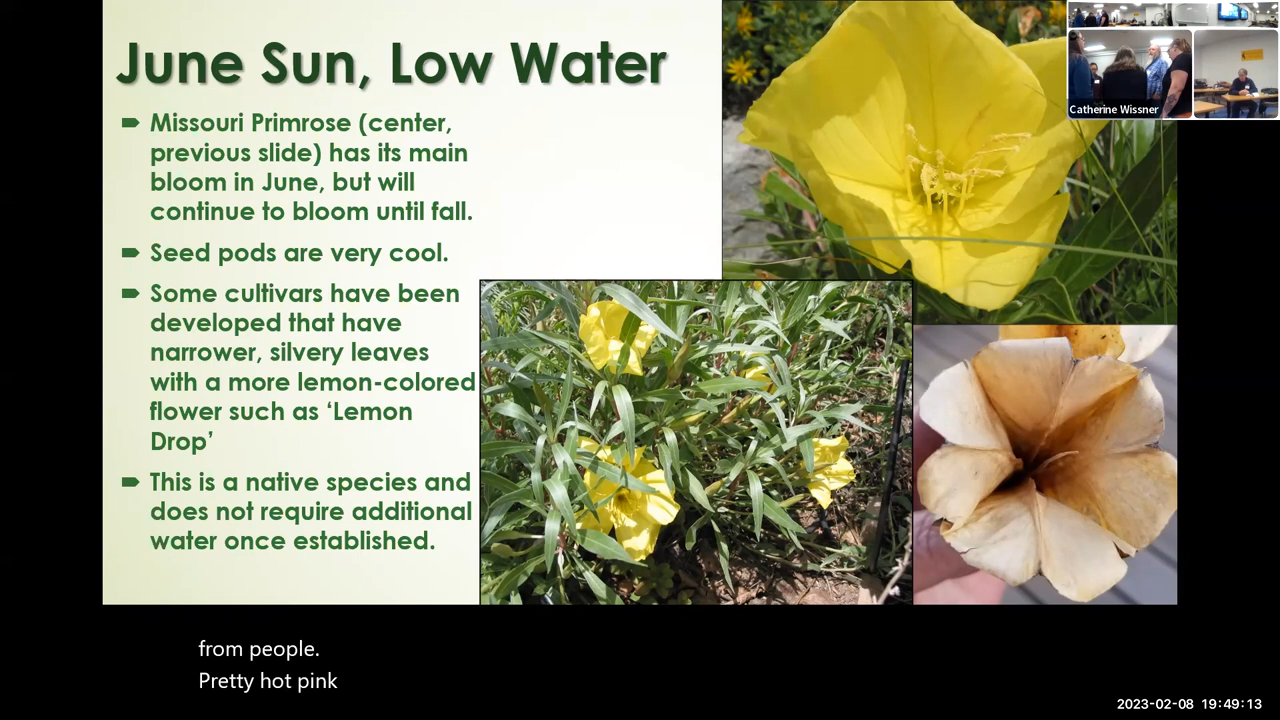 June Sun, Low Water
Missouri Primrose (center,
previous slide) has its main
bloom in June, but will
continue to bloom until fall.
Seed pods are very cool.
Some cultivars have been
developed that have
narrower, silvery leaves
with a more lemon-colored
flower such as ‘Lemon
Drop’
This is a native species and
does not require additional
water once established.
Catherine Wissner
from people.
Pretty hot pink
2023-02-08 19:49:13